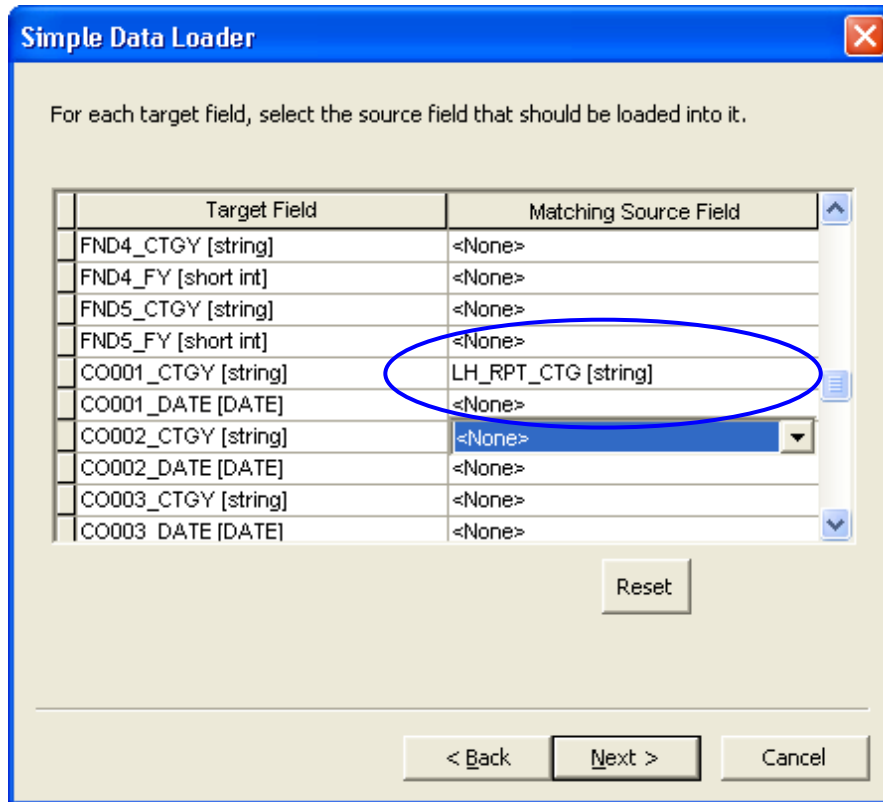 Simple Data Loader
For each target field, select the source field that should be loaded into it.
Target Field Matching Source Field
FND4_CTGY [string] <None>
FND4_FY [short int] <None>
FND5_CTGY [string] <None>
FND5_FY [short int] <None>
CO001_CTGY [string] LH_RPT_CTG [string]
CO001_DATE [DATE] <None>
CO002_CTGY [string] <None>
CO002_DATE [DATE] <None>
CO003_CTGY [string] <None>
CO003_DATE [DATE] <None>
Reset
< Back Next > Cancel